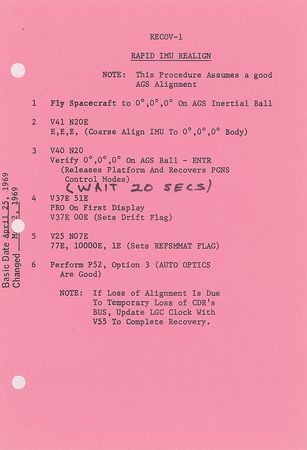 RECOV-1
RAPID IMU REALIGN
NOTE: This Procedure Assumes a good
AGS Alignment
1 Fly Spacecraft to 0°,0°,0° On AGS Inertial Ball
2 V41 N20E
E,E,E, (Coarse Align IMU To 0°,0°,0° Body)
3 V40 N20
Verify 0°,0°,0° On AGS Ball - ENTR
(Releases Platform And Recovers PGNS
Control Modes)
(WAIT 20 SECS)
4 V37E 51E
PRO On First Display
V37E 00E (Sets Drift Flag)
5 V25 N07E
77E, 10000E, 1E (Sets REFSMMAT FLAG)
6 Perform P52, Option 3 (AUTO OPTICS
Are Good)
NOTE: If Loss of Alignment Is Due
To Temporary Loss of CDR's
BUS, Update LGC Clock With
V55 To Complete Recovery.
Basic Date April 25, 1969
Changed 2, 1969